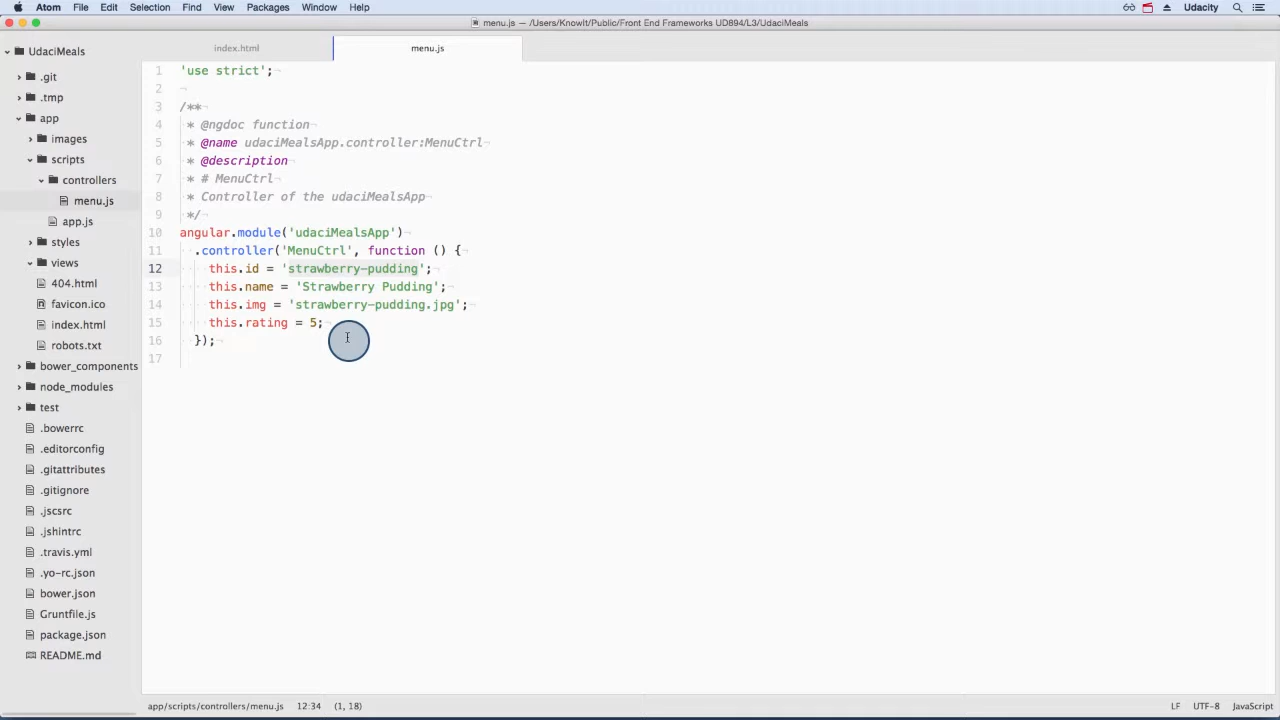 Atom File Edit Selection Find View Packages Window Help Udacity
menu.js — /Users/KnowIt/Public/Front End Frameworks UD894/L3/UdaciMeals
UdaciMeals
.git
.tmp
app
images
scripts
controllers
menu.js
app.js
styles
views
404.html
favicon.ico
index.html
robots.txt
bower_components
node_modules
test
.bowerrc
.editorconfig
.gitattributes
.gitignore
.jscsrc
.jshintrc
.travis.yml
.yo-rc.json
bower.json
Gruntfile.js
package.json
README.md
index.html menu.js
1 'use strict';
2
3 /**
4 * @ngdoc function
5 * @name udaciMealsApp.controller:MenuCtrl
6 * @description
7 * # MenuCtrl
8 * Controller of the udaciMealsApp
9 */
10 angular.module('udaciMealsApp')
11 .controller('MenuCtrl', function () {
12 this.id = 'strawberry-pudding';
13 this.name = 'Strawberry Pudding';
14 this.img = 'strawberry-pudding.jpg';
15 this.rating = 5;
16 });
17
app/scripts/controllers/menu.js 12:34 (1, 18) LF UTF-8 JavaScript